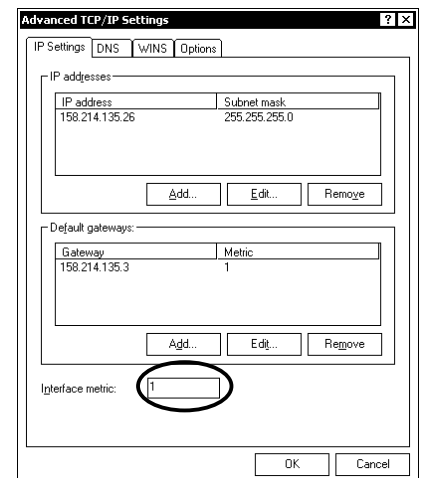 Advanced TCP/IP Settings
? X
IP Settings DNS WINS Options
IP addresses
IP address Subnet mask
158.214.135.26 255.255.255.0
Add... Edit... Remove
Default gateways:
Gateway Metric
158.214.135.3 1
Add... Edit... Remove
Interface metric: 1
OK Cancel